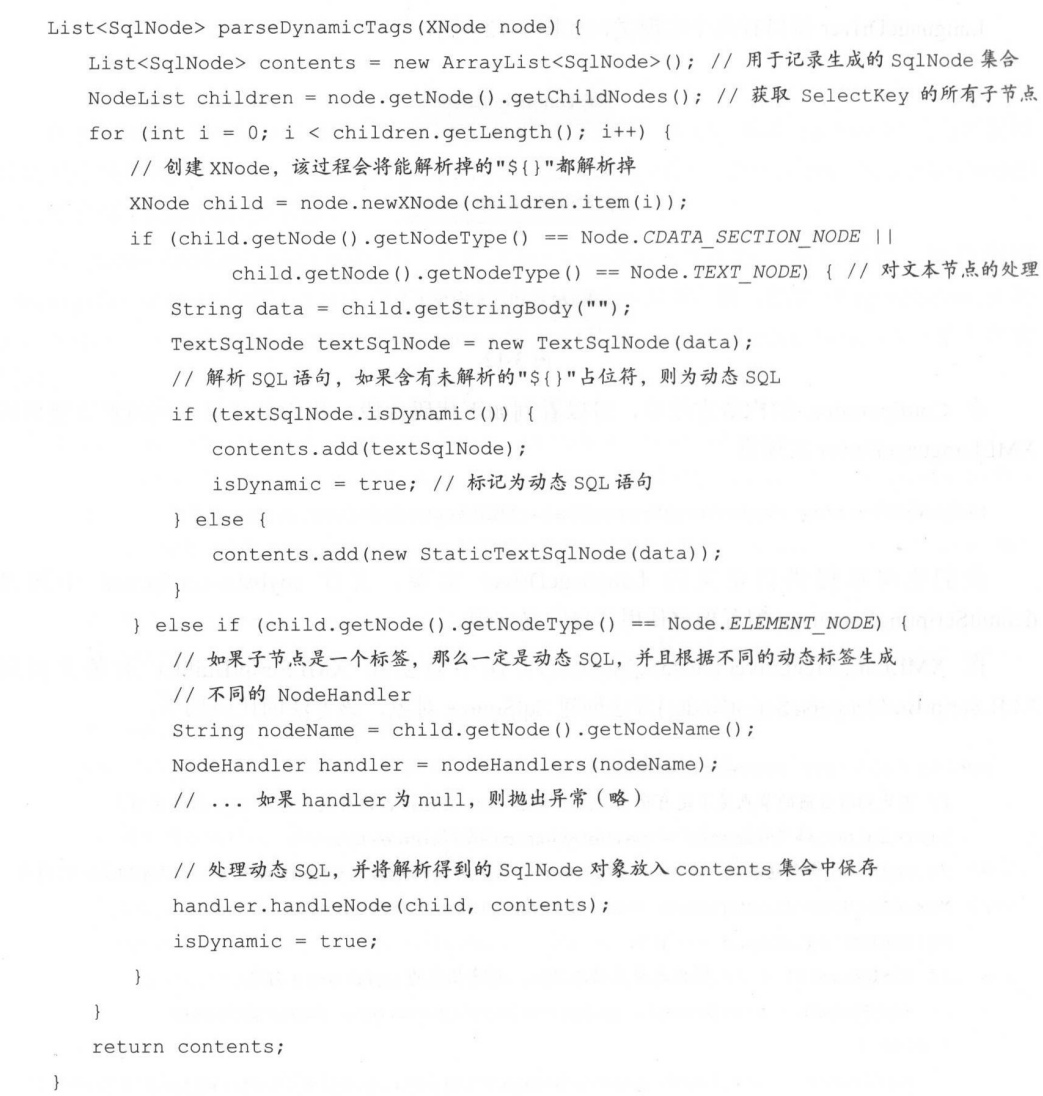 List<SqlNode> parseDynamicTags(XNode node) {
List<SqlNode> contents = new ArrayList<SqlNode>(); // 用于记录生成的 SqlNode 集合
NodeList children = node.getNode().getChildNodes(); // 获取 SelectKey 的所有子节点
for (int i = 0; i < children.getLength(); i++) {
// 创建 XNode，该过程会将能解析掉的"${}"都解析掉
XNode child = node.newXNode(children.item(i));
if (child.getNode().getNodeType() == Node.CDATA_SECTION_NODE ||
child.getNode().getNodeType() == Node.TEXT_NODE) { // 对文本节点的处理
String data = child.getStringBody("");
TextSqlNode textSqlNode = new TextSqlNode(data);
// 解析 SQL 语句，如果含有未解析的"${}"占位符，则为动态 SQL
if (textSqlNode.isDynamic()) {
contents.add(textSqlNode);
isDynamic = true; // 标记为动态 SQL 语句
} else {
contents.add(new StaticTextSqlNode(data));
}
} else if (child.getNode().getNodeType() == Node.ELEMENT_NODE) {
// 如果子节点是一个标签，那么一定是动态 SQL，并且根据不同的动态标签生成
// 不同的 NodeHandler
String nodeName = child.getNode().getNodeName();
NodeHandler handler = nodeHandlers(nodeName);
// ... 如果 handler 为 null，则抛出异常（略）
// 处理动态 SQL，并将解析得到的 SqlNode 对象放入 contents 集合中保存
handler.handleNode(child, contents);
isDynamic = true;
}
}
return contents;
}